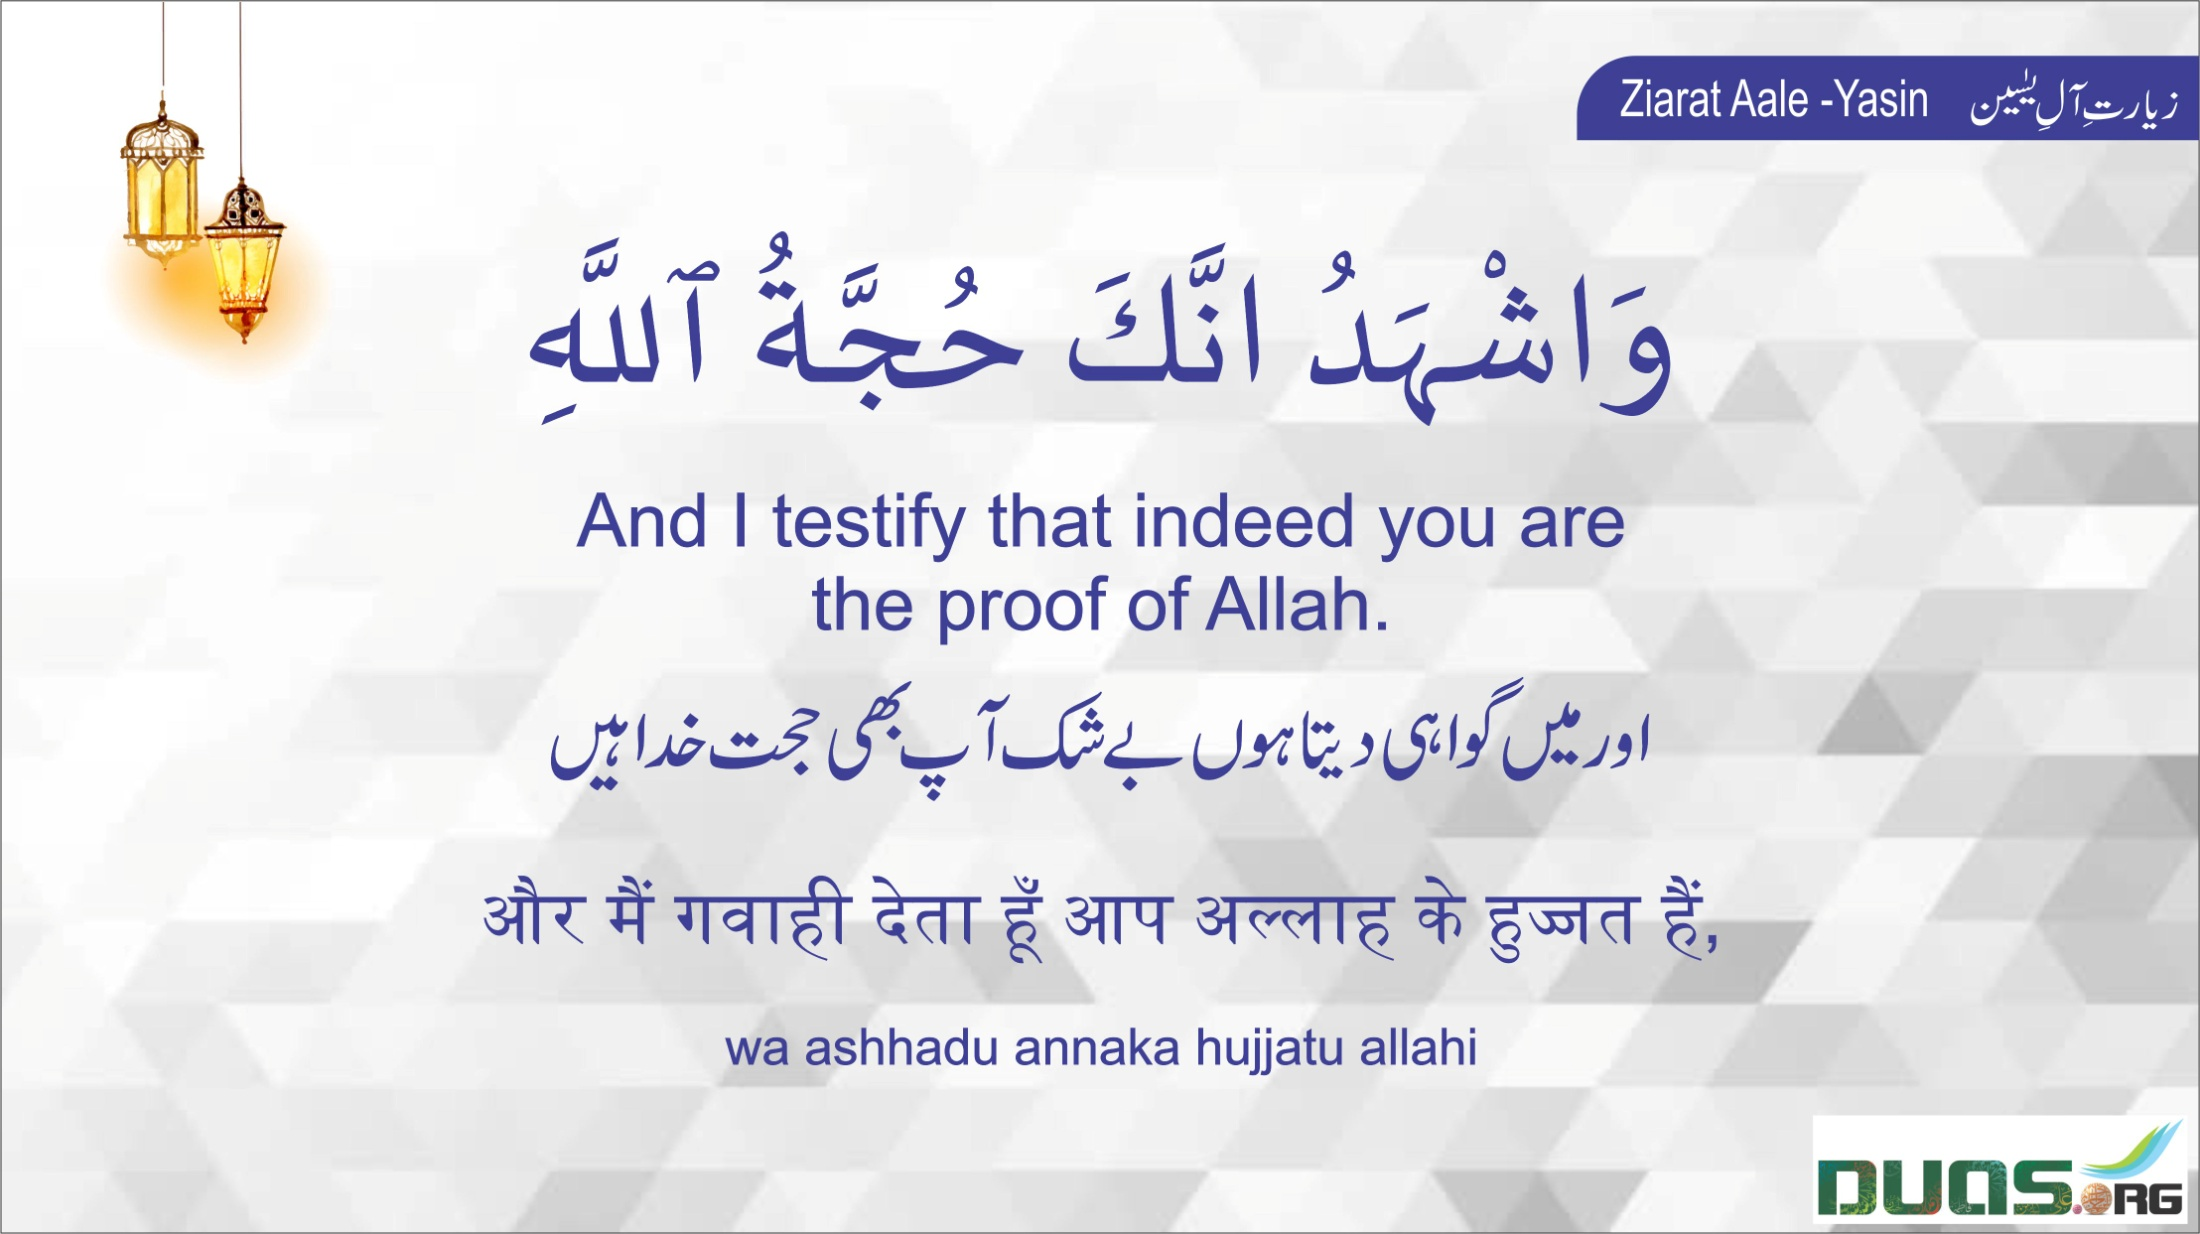 Ziarat Aale -Yasin زیارتِ آلِ یٰسین
وَاشْهَدُ انَّكَ حُجَّةُ ٱللَّهِ
And I testify that indeed you are
the proof of Allah.
اور میں گواہی دیتا ہوں بے شک آپ بھی حجت خدا ہیں
और मैं गवाही देता हूँ आप अल्लाह के हुज्जत हैं,
wa ashhadu annaka hujjatu allahi
DUAS.ORG